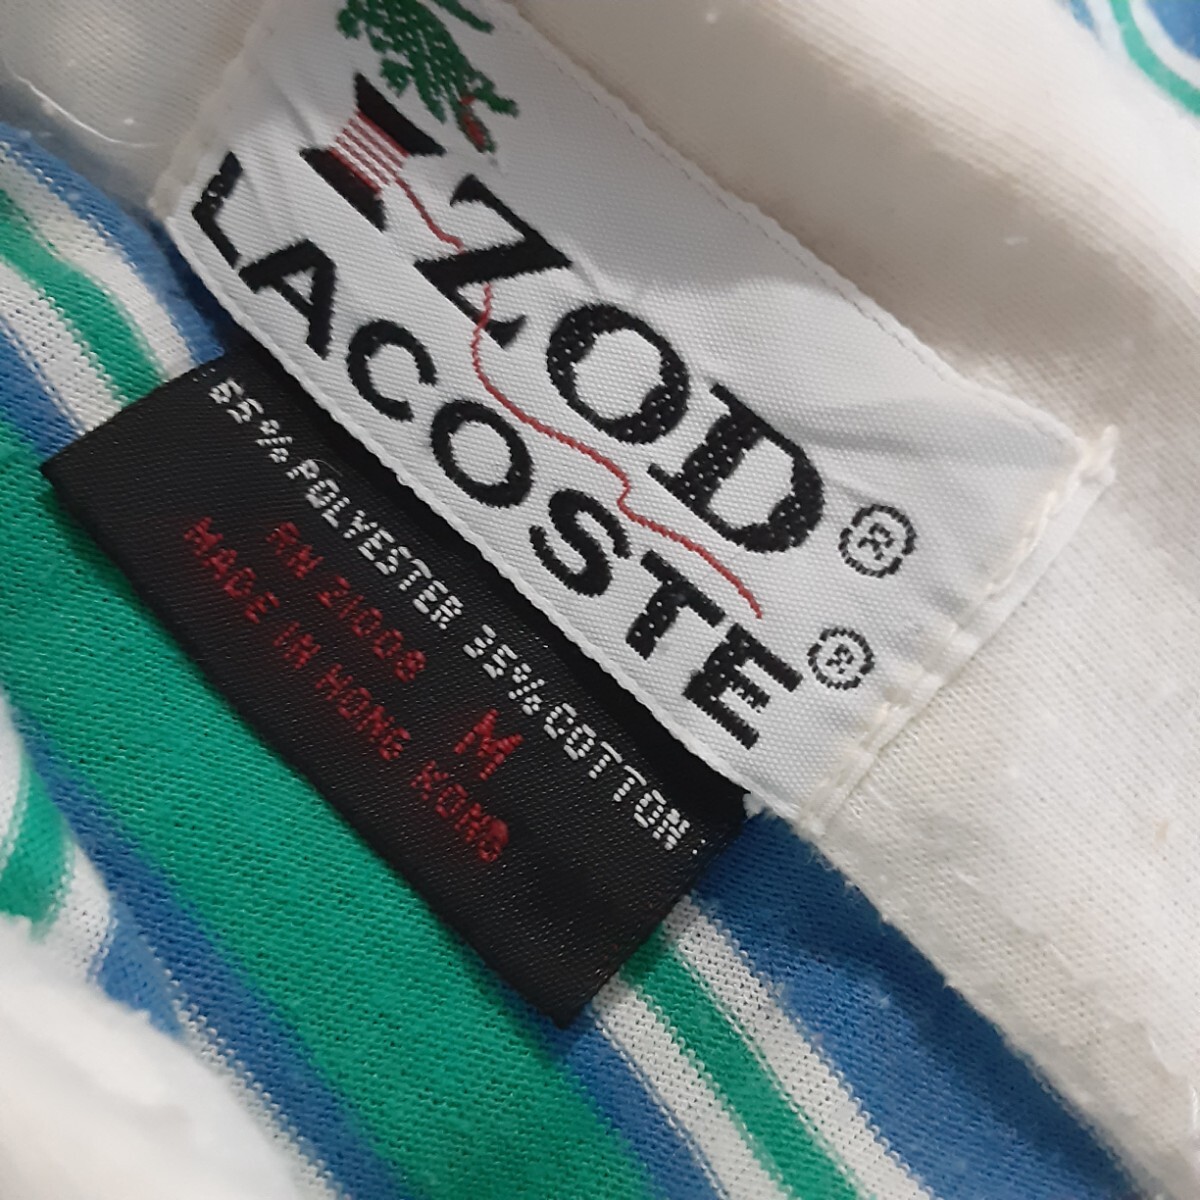 IZOD®
LACOSTE®
65% POLYESTER 35% COTTON
RN 21008 M
MADE IN HONG KONG